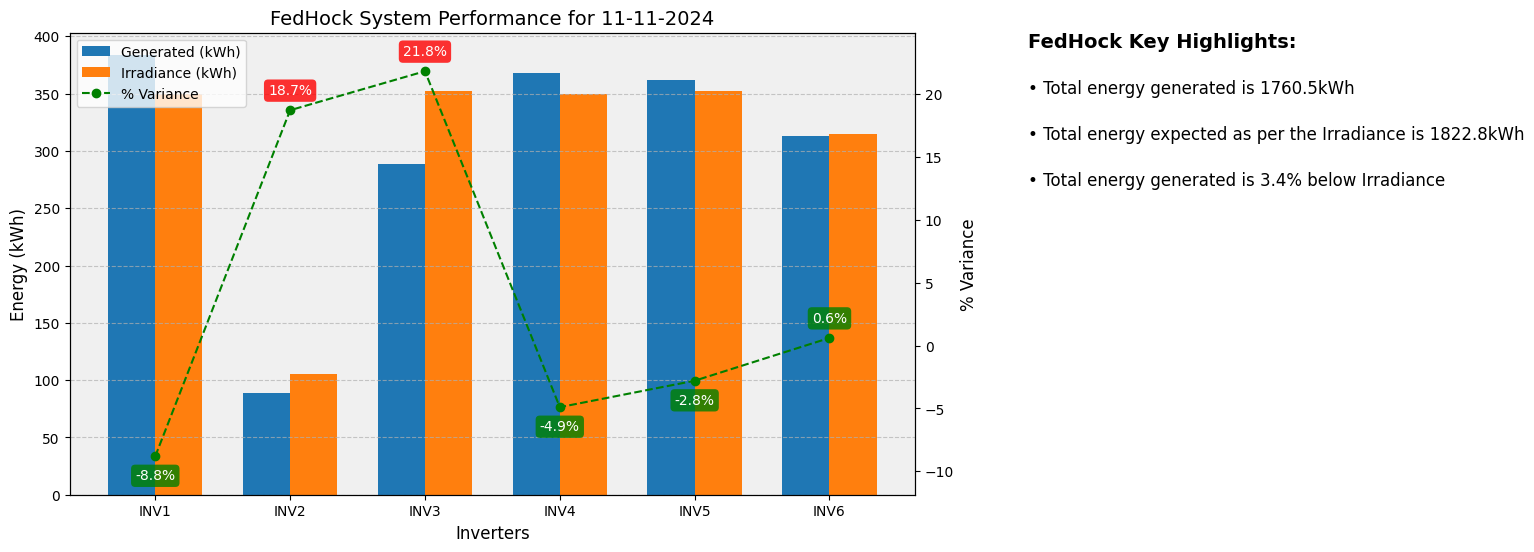 FedHock System Performance for 11-11-2024
Generated (kWh)
Irradiance (kWh)
% Variance
400
350
300
250
200
150
100
50
0
Energy (kWh)
-8.8%
18.7%
21.8%
-4.9%
-2.8%
0.6%
20
15
10
5
0
−5
−10
% Variance
INV1 INV2 INV3 INV4 INV5 INV6
Inverters
FedHock Key Highlights:
• Total energy generated is 1760.5kWh
• Total energy expected as per the Irradiance is 1822.8kWh
• Total energy generated is 3.4% below Irradiance